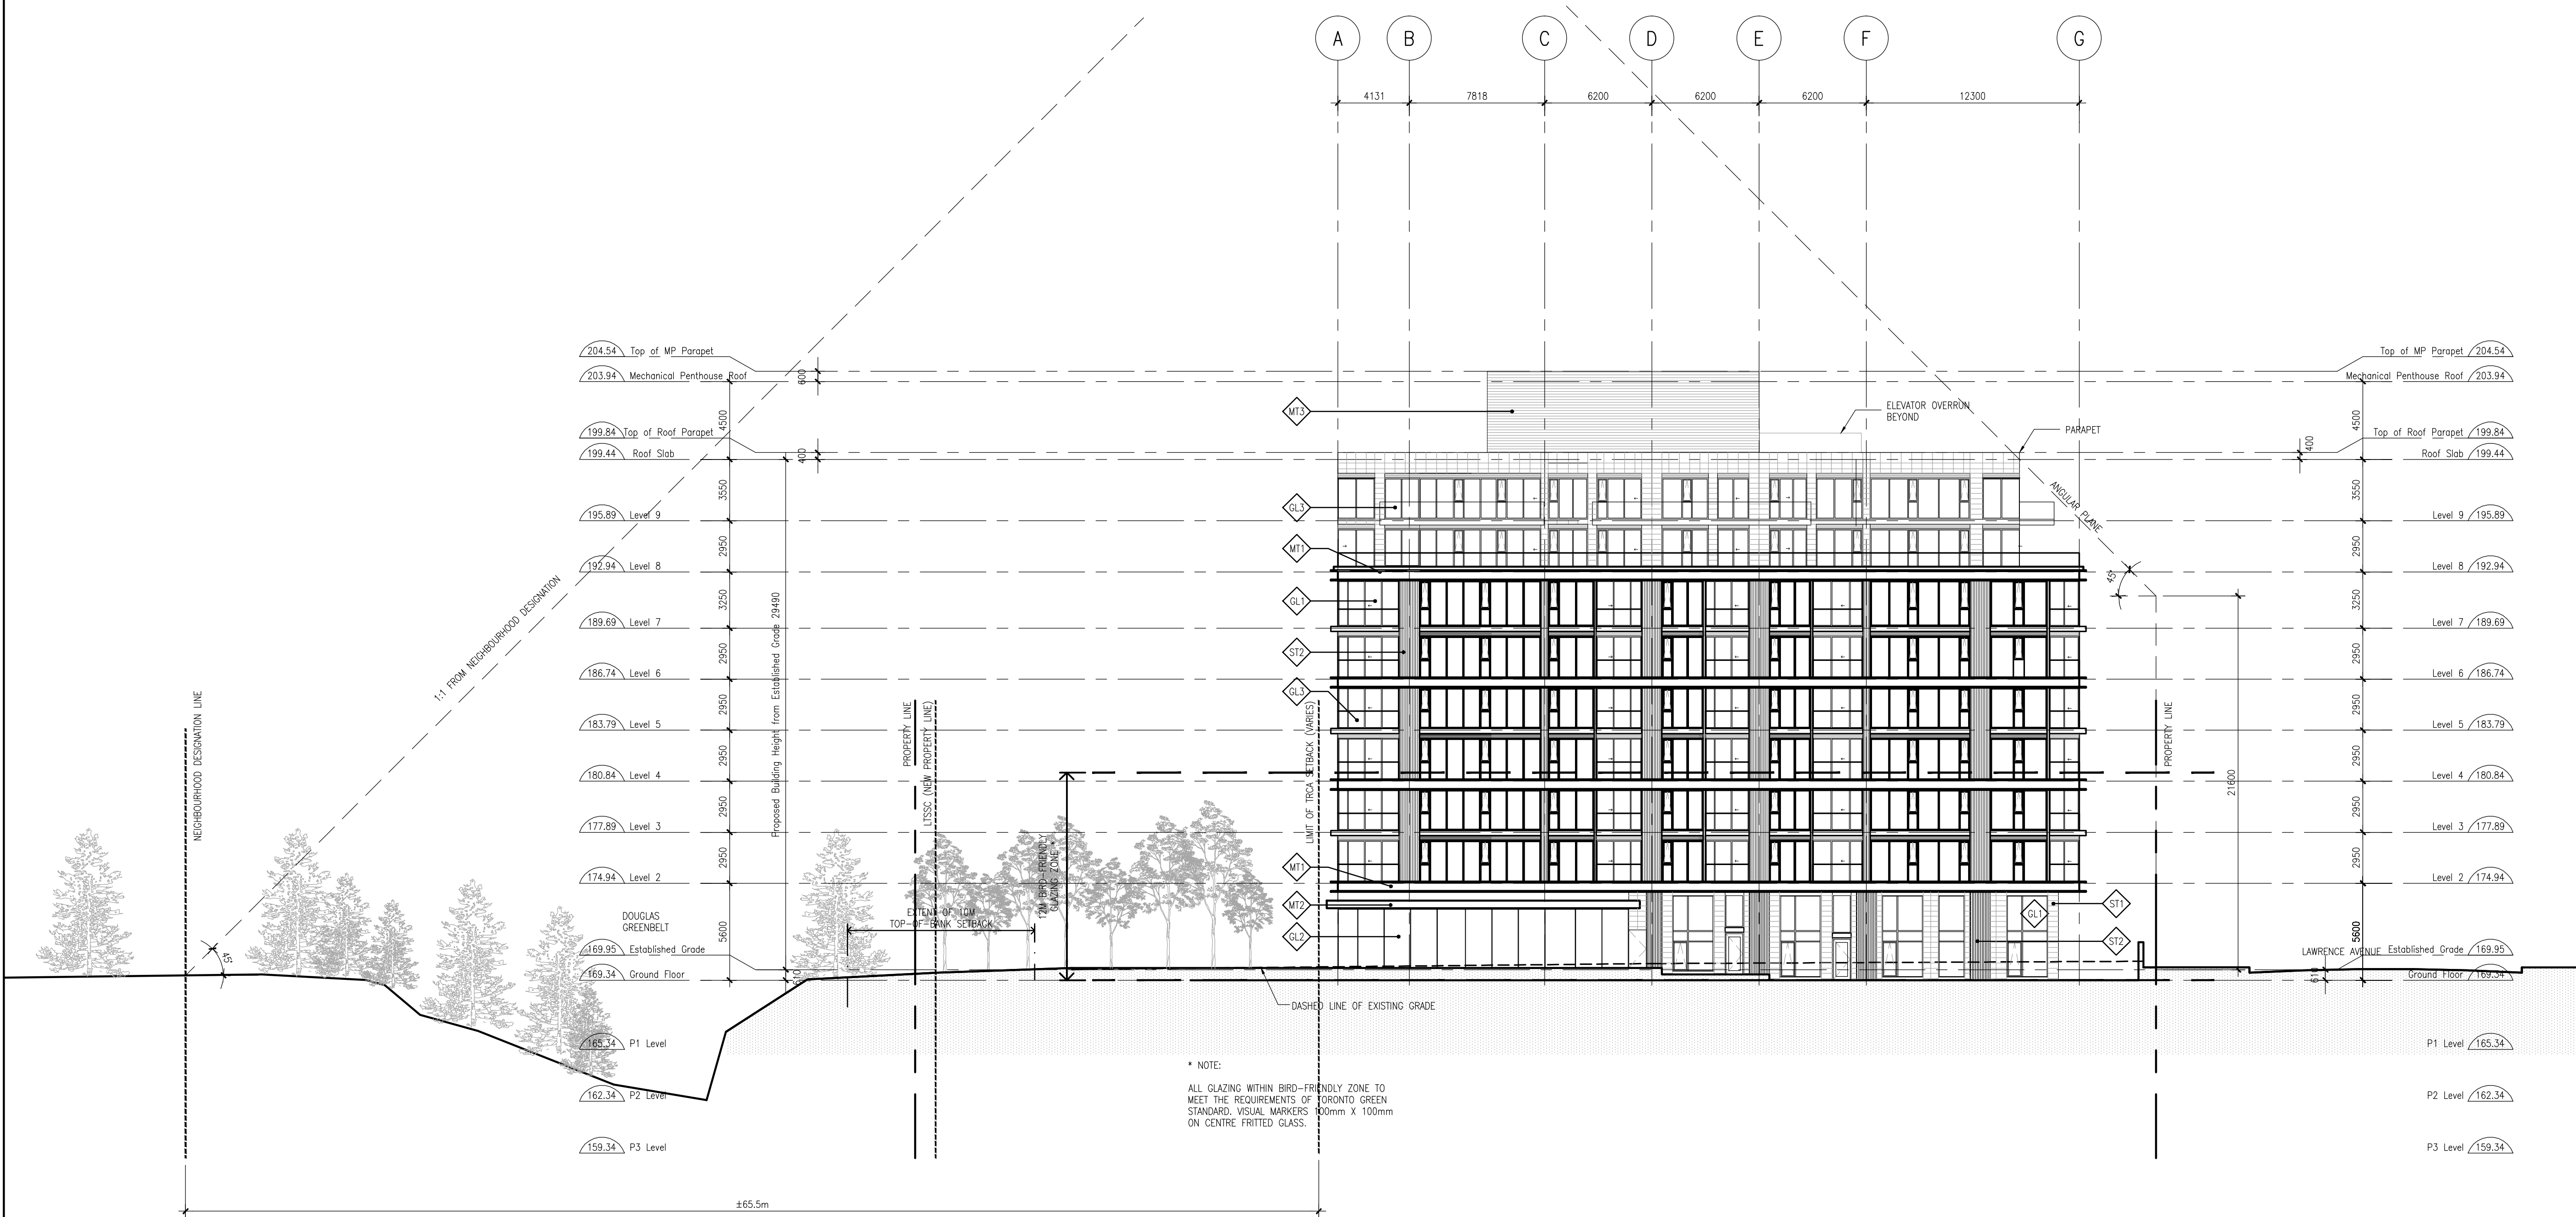 A
B
C
D
E
F
G
4131
7818
6200
6200
6200
12300
204.54 Top of MP Parapet
203.94 Mechanical Penthouse Roof
600
4500
199.84 Top of Roof Parapet
199.44 Roof Slab
400
3550
195.89 Level 9
2950
192.94 Level 8
3250
189.69 Level 7
2950
186.74 Level 6
2950
183.79 Level 5
2950
180.84 Level 4
2950
177.89 Level 3
2950
174.94 Level 2
5600
169.95 Established Grade
169.34 Ground Floor
610
165.34 P1 Level
162.34 P2 Level
159.34 P3 Level
Proposed Building Height from Established Grade 29490
NEIGHBOURHOOD DESIGNATION LINE
1:1 FROM NEIGHBOURHOOD DESIGNATION
45°
DOUGLAS
GREENBELT
PROPERTY LINE
LTSSC (NEW PROPERTY LINE)
EXTENT OF 10M
TOP-OF-BANK SETBACK
12M BIRD-FRIENDLY
GLAZING ZONE *
LIMIT OF TRCA SETBACK (VARIES)
DASHED LINE OF EXISTING GRADE
* NOTE:
ALL GLAZING WITHIN BIRD-FRIENDLY ZONE TO
MEET THE REQUIREMENTS OF TORONTO GREEN
STANDARD. VISUAL MARKERS 100mm X 100mm
ON CENTRE FRITTED GLASS.
±65.5m
MT3
GL3
MT1
GL1
ST2
GL3
MT1
MT2
GL2
GL1
ST1
ST2
ELEVATOR OVERRUN
BEYOND
PARAPET
ANGULAR PLANE
45°
PROPERTY LINE
21600
LAWRENCE AVENUE
Top of MP Parapet 204.54
Mechanical Penthouse Roof 203.94
4500
Top of Roof Parapet 199.84
400
Roof Slab 199.44
3550
Level 9 195.89
2950
Level 8 192.94
3250
Level 7 189.69
2950
Level 6 186.74
2950
Level 5 183.79
2950
Level 4 180.84
2950
Level 3 177.89
2950
Level 2 174.94
5600
Established Grade 169.95
Ground Floor 169.34
610
P1 Level 165.34
P2 Level 162.34
P3 Level 159.34